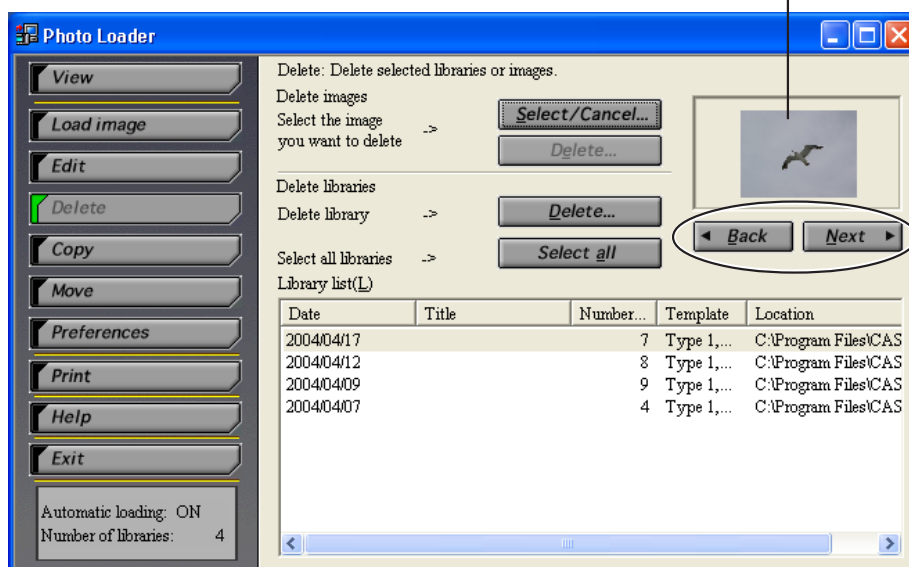 Photo Loader
View
Load image
Edit
Delete
Copy
Move
Preferences
Print
Help
Exit
Automatic loading: ON
Number of libraries: 4
Delete: Delete selected libraries or images.
Delete images
Select the image
you want to delete
->
Select/Cancel...
Delete...
Delete libraries
Delete library -> Delete...
Select all libraries -> Select all
◄ Back Next ►
Library list(L)
Date Title Number... Template Location
2004/04/17 7 Type 1,... C:\Program Files\CAS
2004/04/12 8 Type 1,... C:\Program Files\CAS
2004/04/09 9 Type 1,... C:\Program Files\CAS
2004/04/07 4 Type 1,... C:\Program Files\CAS